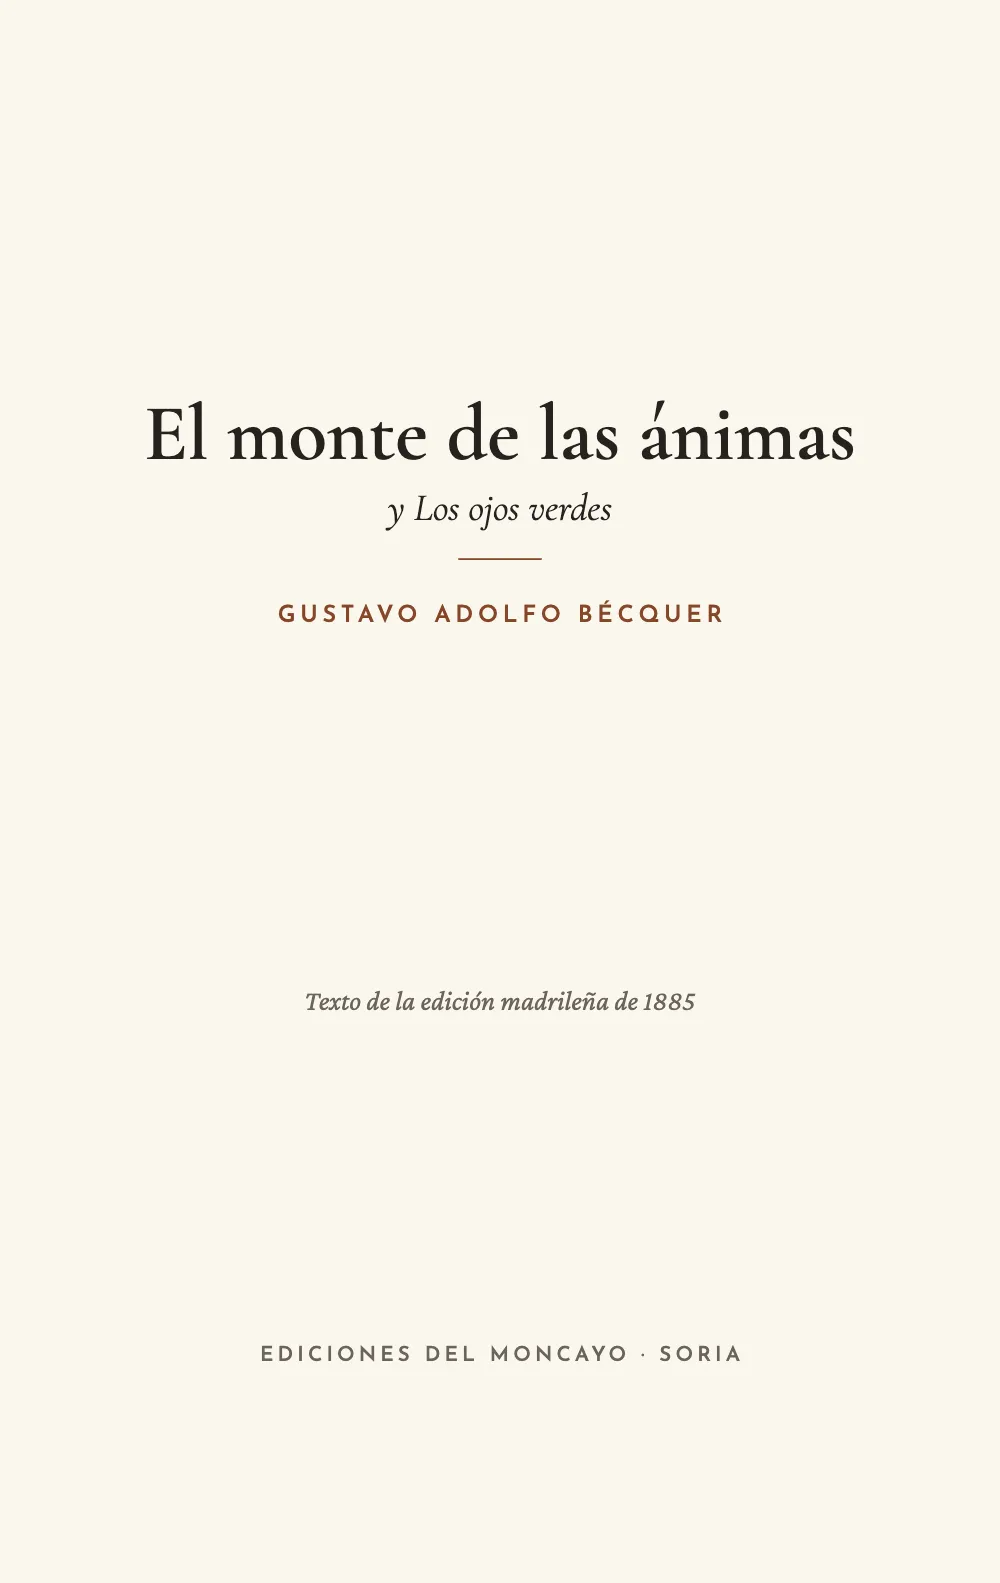 El monte de las ánimas
y Los ojos verdes
GUSTAVO ADOLFO BÉCQUER
Texto de la edición madrileña de 1885
EDICIONES DEL MONCAYO · SORIA